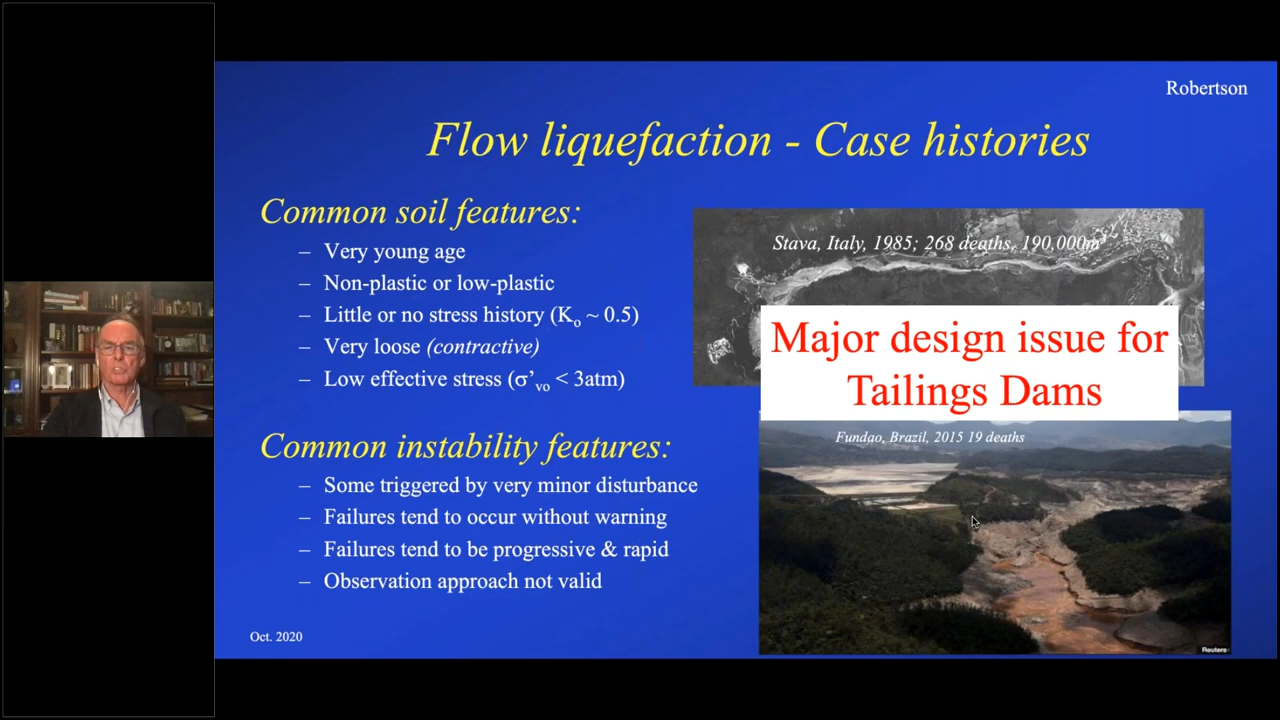 Robertson
Flow liquefaction - Case histories
Common soil features:
– Very young age
– Non-plastic or low-plastic
– Little or no stress history (Ko ~ 0.5)
– Very loose (contractive)
– Low effective stress (σ'vo < 3atm)
Common instability features:
– Some triggered by very minor disturbance
– Failures tend to occur without warning
– Failures tend to be progressive & rapid
– Observation approach not valid
Oct. 2020
Stava, Italy, 1985; 268 deaths, 190,000m³
Major design issue for
Tailings Dams
Fundao, Brazil, 2015 19 deaths
Reuters